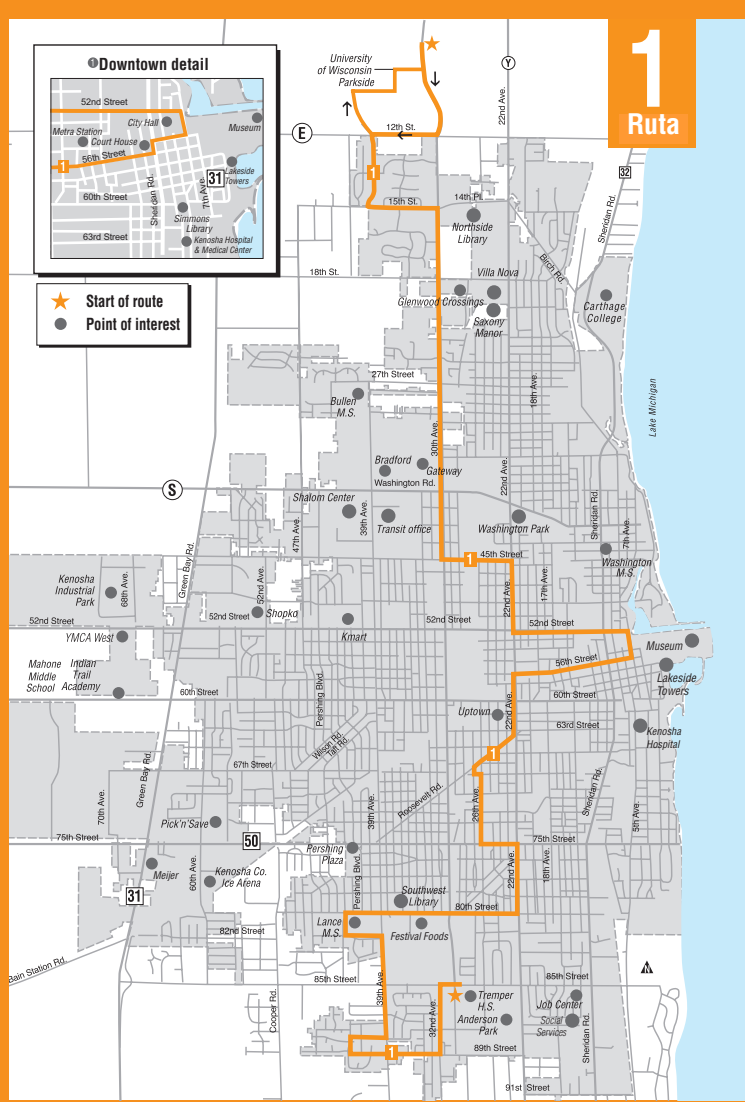 1
Ruta
1 Downtown detail
52nd Street
City Hall
Metra Station
Court House
Museum
1
56th Street
31
Lakeside
Towers
60th Street
Sheridan Rd.
7th Ave.
Simmons
Library
63rd Street
Kenosha Hospital
& Medical Center
Start of route
Point of interest
University
of Wisconsin
Parkside
Y
22nd Ave.
E
12th St.
32
Sheridan Rd.
1
15th St.
14th Pl.
Northside
Library
Birch Rd.
18th St.
Villa Nova
Glenwood Crossings
Saxony
Manor
Carthage
College
27th Street
Bullen
M.S.
18th Ave.
Lake Michigan
30th Ave.
Bradford
Gateway
Washington Rd.
22nd Ave.
S
Shalom Center
39th Ave.
Transit office
Washington Park
Sheridan Rd.
7th Ave.
47th Ave.
Green Bay Rd.
1
45th Street
Washington
M.S.
Kenosha
Industrial
Park
68th Ave.
52nd Ave.
22nd Ave.
17th Ave.
52nd Street
52nd Street
Shopko
52nd Street
52nd Street
YMCA West
Kmart
Museum
Mahone
Middle
School
Indian
Trail
Academy
56th Street
Lakeside
Towers
60th Street
60th Street
Pershing Blvd.
22nd Ave.
Uptown
63rd Street
Kenosha
Hospital
Wilson Rd.
Taft Rd.
1
67th Street
Green Bay Rd.
70th Ave.
39th Ave.
Roosevelt Rd.
26th Ave.
Sheridan Rd.
5th Ave.
Pick'n'Save
75th Street
50
75th Street
Pershing
Plaza
Meijer
60th Ave.
Kenosha Co.
Ice Arena
Pershing Blvd.
22nd Ave.
18th Ave.
31
Southwest
Library
80th Street
Lance
M.S.
Festival Foods
82nd Street
Bain Station Rd.
85th Street
85th Street
N
Cooper Rd.
39th Ave.
32nd Ave.
Tremper
H.S.
Job Center
Anderson
Park
Social
Services
Sheridan Rd.
1
89th Street
91st Street